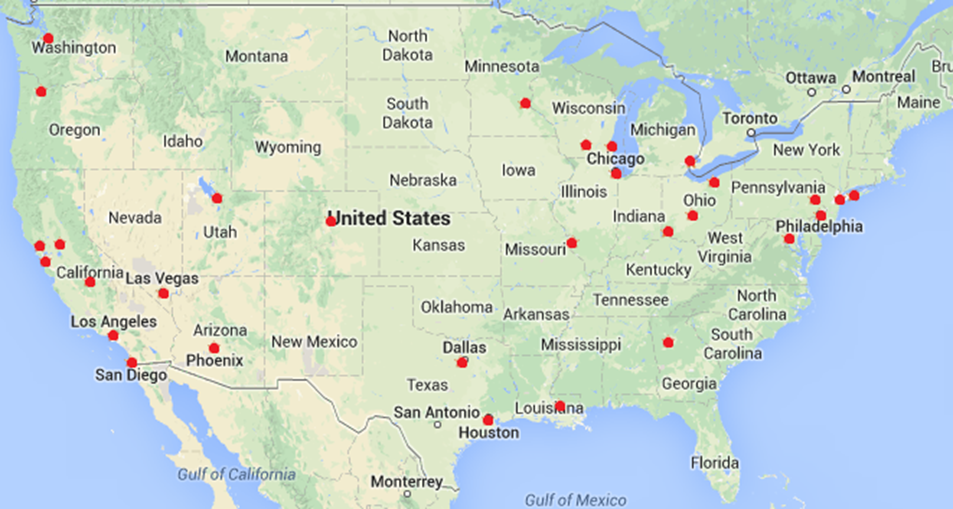 Washington
Montana
North
Dakota
Minnesota
Ottawa
Montreal
Bru
Maine
Oregon
Idaho
Wyoming
South
Dakota
Wisconsin
Michigan
Toronto
New York
Chicago
Iowa
Nebraska
Illinois
Ohio
Pennsylvania
Nevada
Utah
United States
Kansas
Missouri
Indiana
West
Virginia
Philadelphia
California
Las Vegas
Kentucky
Los Angeles
Arizona
Phoenix
New Mexico
Oklahoma
Arkansas
Tennessee
North
Carolina
South
Carolina
San Diego
Dallas
Texas
Mississippi
Georgia
San Antonio
Houston
Louisiana
Florida
Gulf of California
Monterrey
Gulf of Mexico